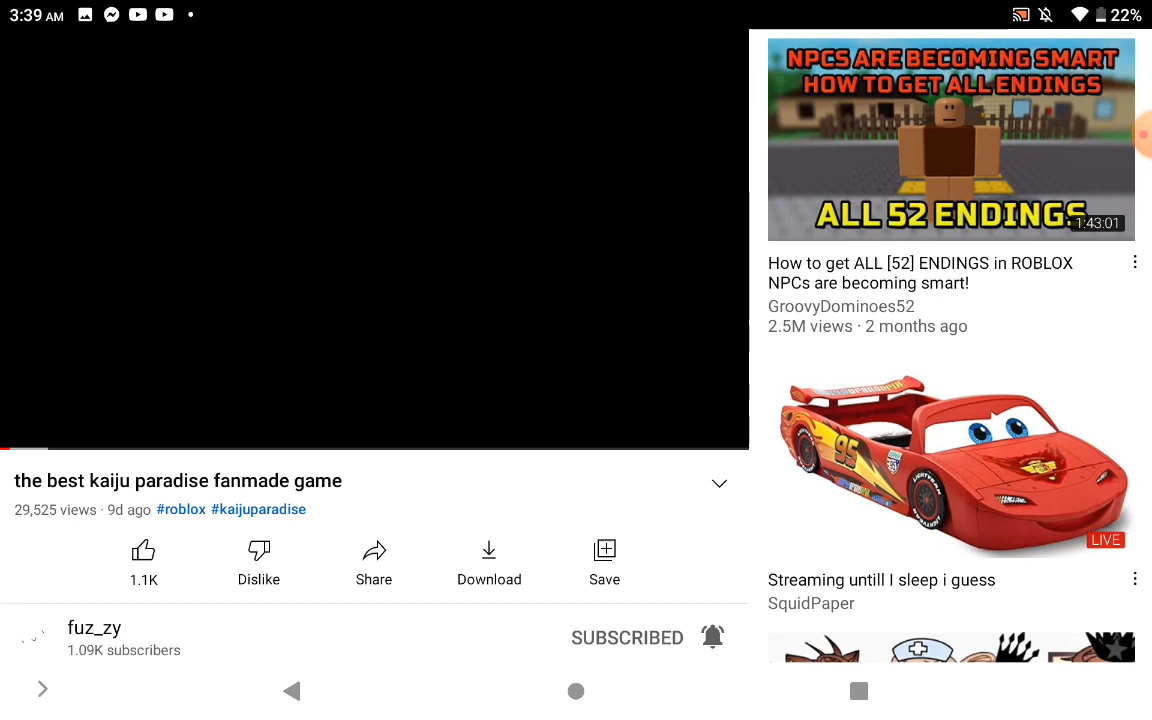 3:39 AM
22%
NPCS ARE BECOMING SMART
HOW TO GET ALL ENDINGS
ALL 52 ENDINGS
1:43:01
How to get ALL [52] ENDINGS in ROBLOX
NPCs are becoming smart!
GroovyDominoes52
2.5M views · 2 months ago
95
LIGHTYEAR
LIVE
Streaming untill I sleep i guess
SquidPaper
the best kaiju paradise fanmade game
29,525 views · 9d ago #roblox #kaijuparadise
1.1K
Dislike
Share
Download
Save
fuz_zy
1.09K subscribers
SUBSCRIBED